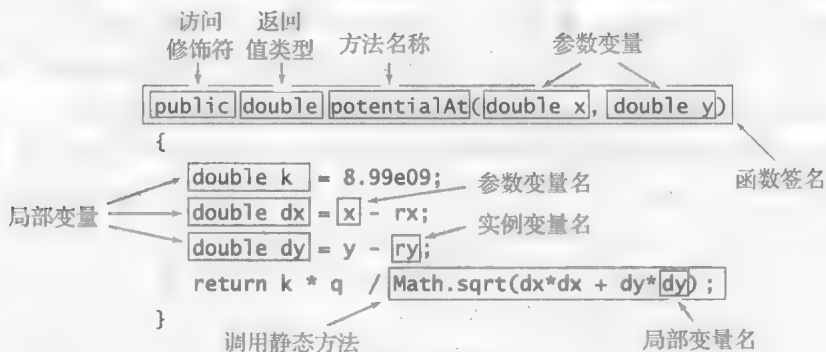 访问 返回
修饰符 值类型 方法名称 参数变量
public double potentialAt(double x, double y)
{
函数签名
double k = 8.99e09;
参数变量名
局部变量
double dx = x - rx;
实例变量名
double dy = y - ry;
return k * q / Math.sqrt(dx*dx + dy*dy);
}
调用静态方法 局部变量名